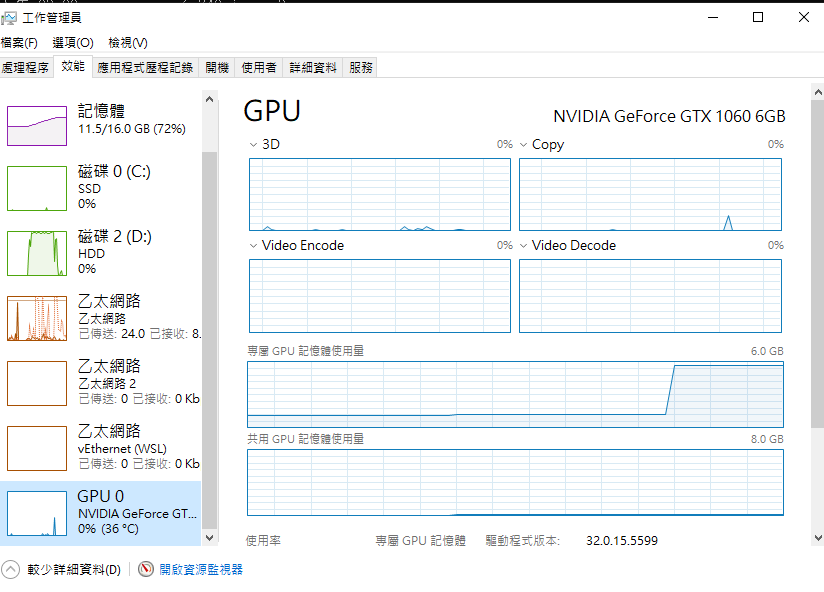 工作管理員
檔案(F) 選項(O) 檢視(V)
處理程序 效能 應用程式歷程記錄 開機 使用者 詳細資料 服務
記憶體
11.5/16.0 GB (72%)
磁碟 0 (C:)
SSD
0%
磁碟 2 (D:)
HDD
0%
乙太網路
乙太網路
已傳送: 24.0 已接收: 8.
乙太網路
乙太網路 2
已傳送: 0 已接收: 0 Kb
乙太網路
vEthernet (WSL)
已傳送: 0 已接收: 0 Kb
GPU 0
NVIDIA GeForce GT...
0% (36 °C)
GPU NVIDIA GeForce GTX 1060 6GB
3D 0% Copy 0%
Video Encode 0% Video Decode 0%
專屬 GPU 記憶體使用量 6.0 GB
共用 GPU 記憶體使用量 8.0 GB
使用率 專屬 GPU 記憶體 驅動程式版本: 32.0.15.5599
較少詳細資料(D) 開啟資源監視器